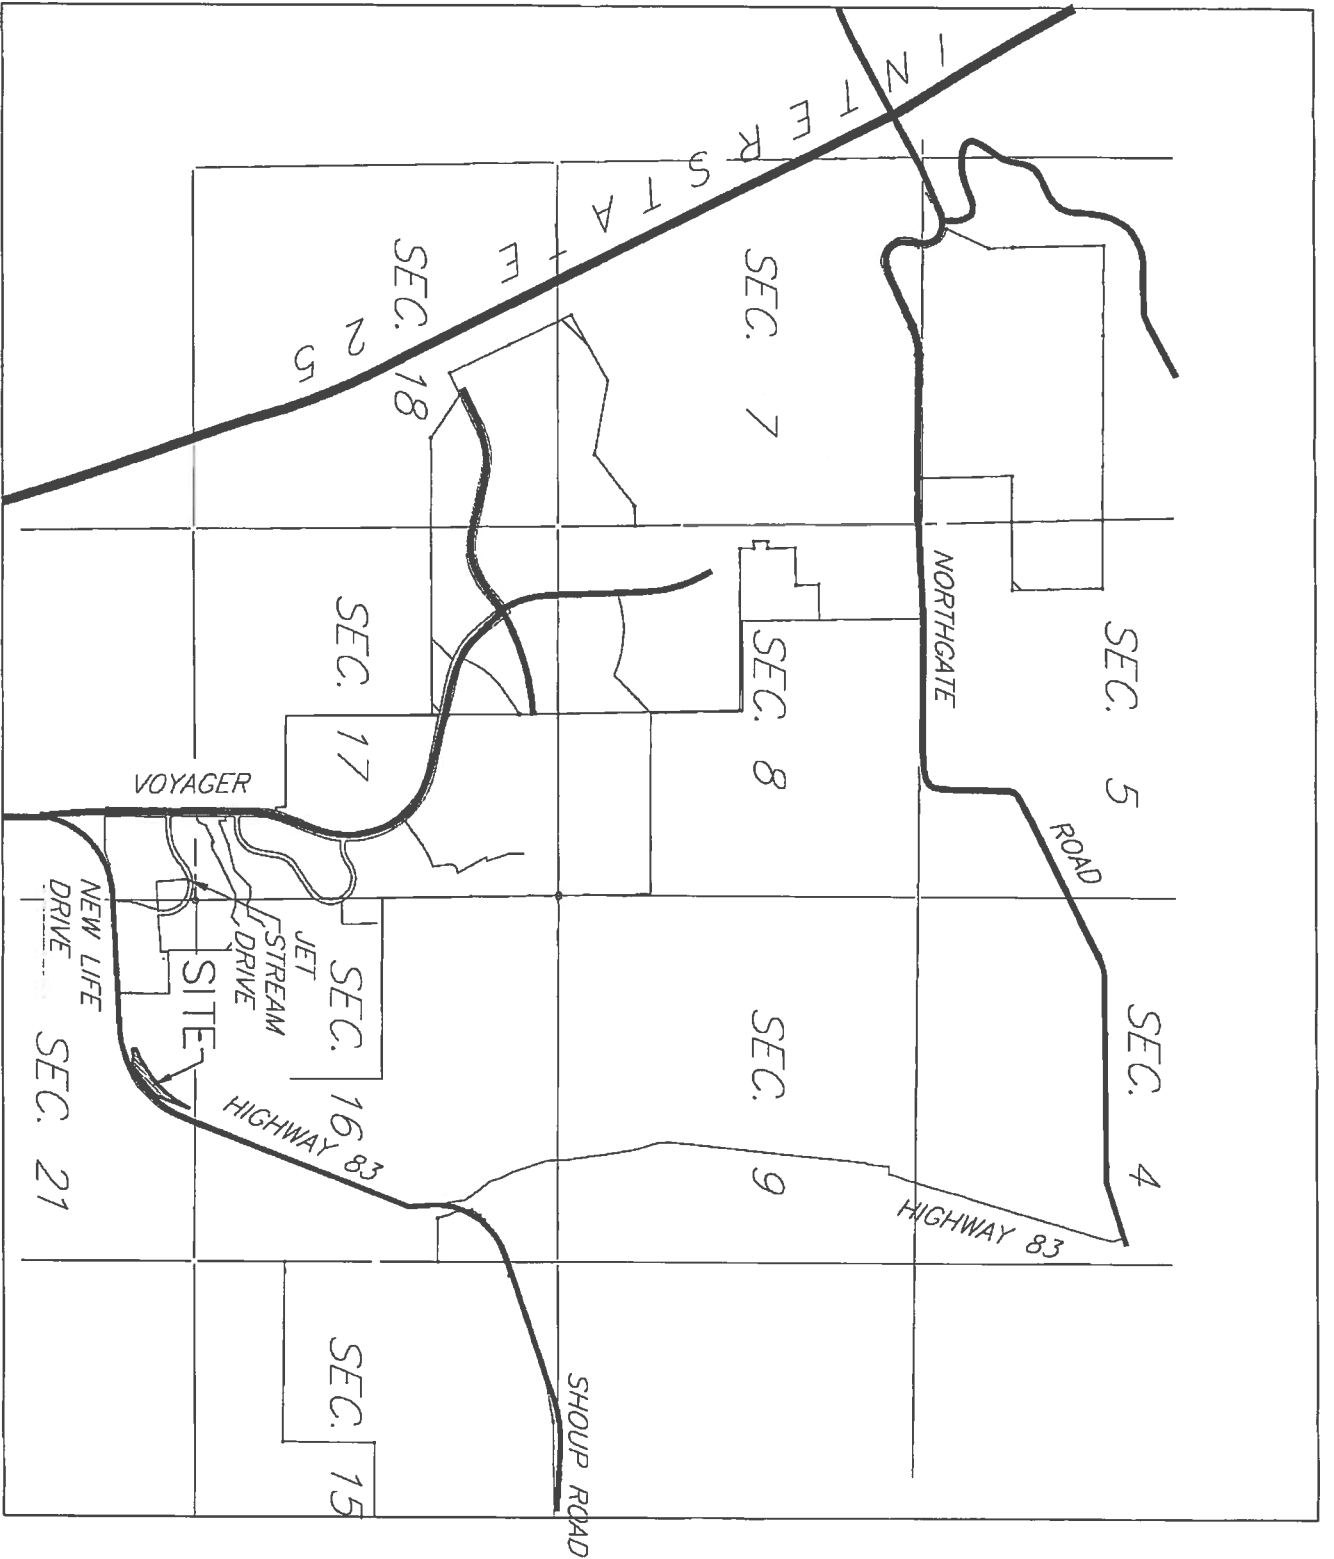 INTERSTATE 25
SEC. 7
SEC. 18
NORTHGATE
ROAD
SEC. 5
SEC. 8
SEC. 17
VOYAGER
NEW LIFE
DRIVE
JET
STREAM
DRIVE
SITE
SEC. 4
SEC. 9
SEC. 16
SEC. 21
HIGHWAY 83
HIGHWAY 83
SEC. 15
SHOUP ROAD